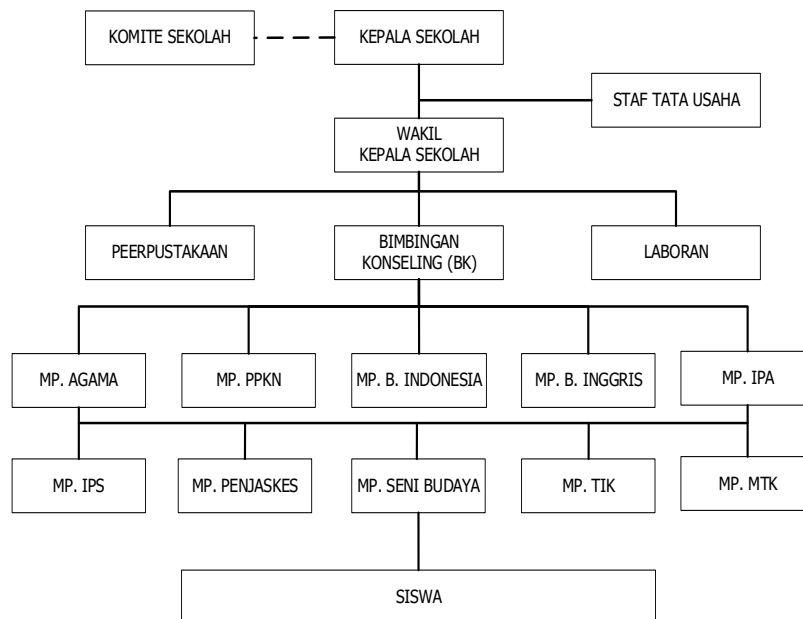 KOMITE SEKOLAH
KEPALA SEKOLAH
STAF TATA USAHA
WAKIL
KEPALA SEKOLAH
PEERPUSTAKAAN
BIMBINGAN
KONSELING (BK)
LABORAN
MP. AGAMA
MP. PPKN
MP. B. INDONESIA
MP. B. INGGRIS
MP. IPA
MP. IPS
MP. PENJASKES
MP. SENI BUDAYA
MP. TIK
MP. MTK
SISWA